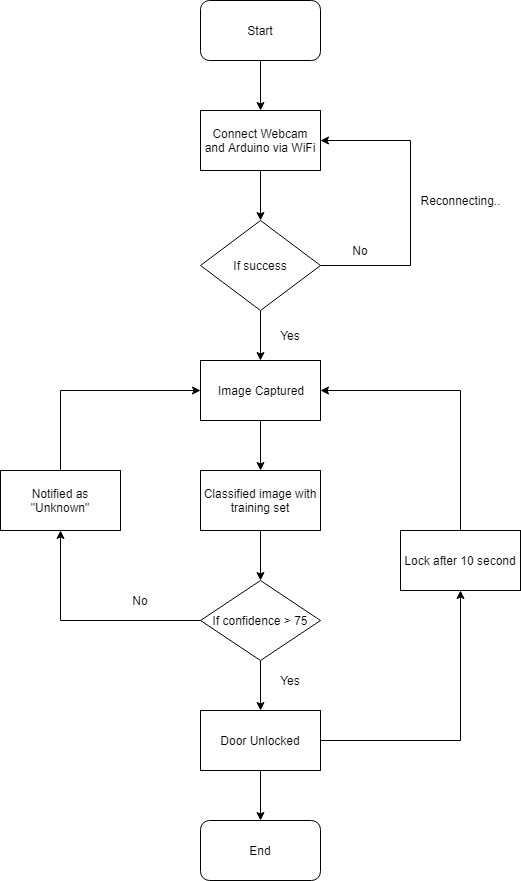 Start
Connect Webcam
and Arduino via WiFi
Reconnecting..
No
If success
Yes
Image Captured
Notified as
"Unknown"
Classified image with
training set
Lock after 10 second
No
If confidence > 75
Yes
Door Unlocked
End